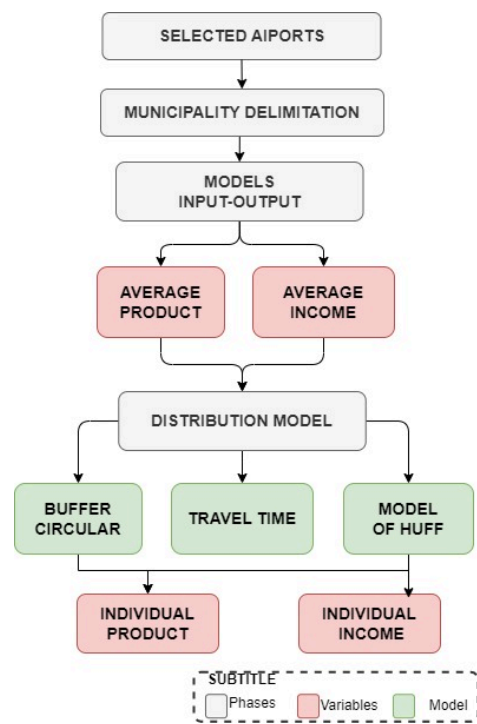 SELECTED AIPORTS
MUNICIPALITY DELIMITATION
MODELS
INPUT-OUTPUT
AVERAGE
PRODUCT
AVERAGE
INCOME
DISTRIBUTION MODEL
BUFFER
CIRCULAR
TRAVEL TIME
MODEL
OF HUFF
INDIVIDUAL
PRODUCT
INDIVIDUAL
INCOME
SUBTITLE
Phases
Variables
Model